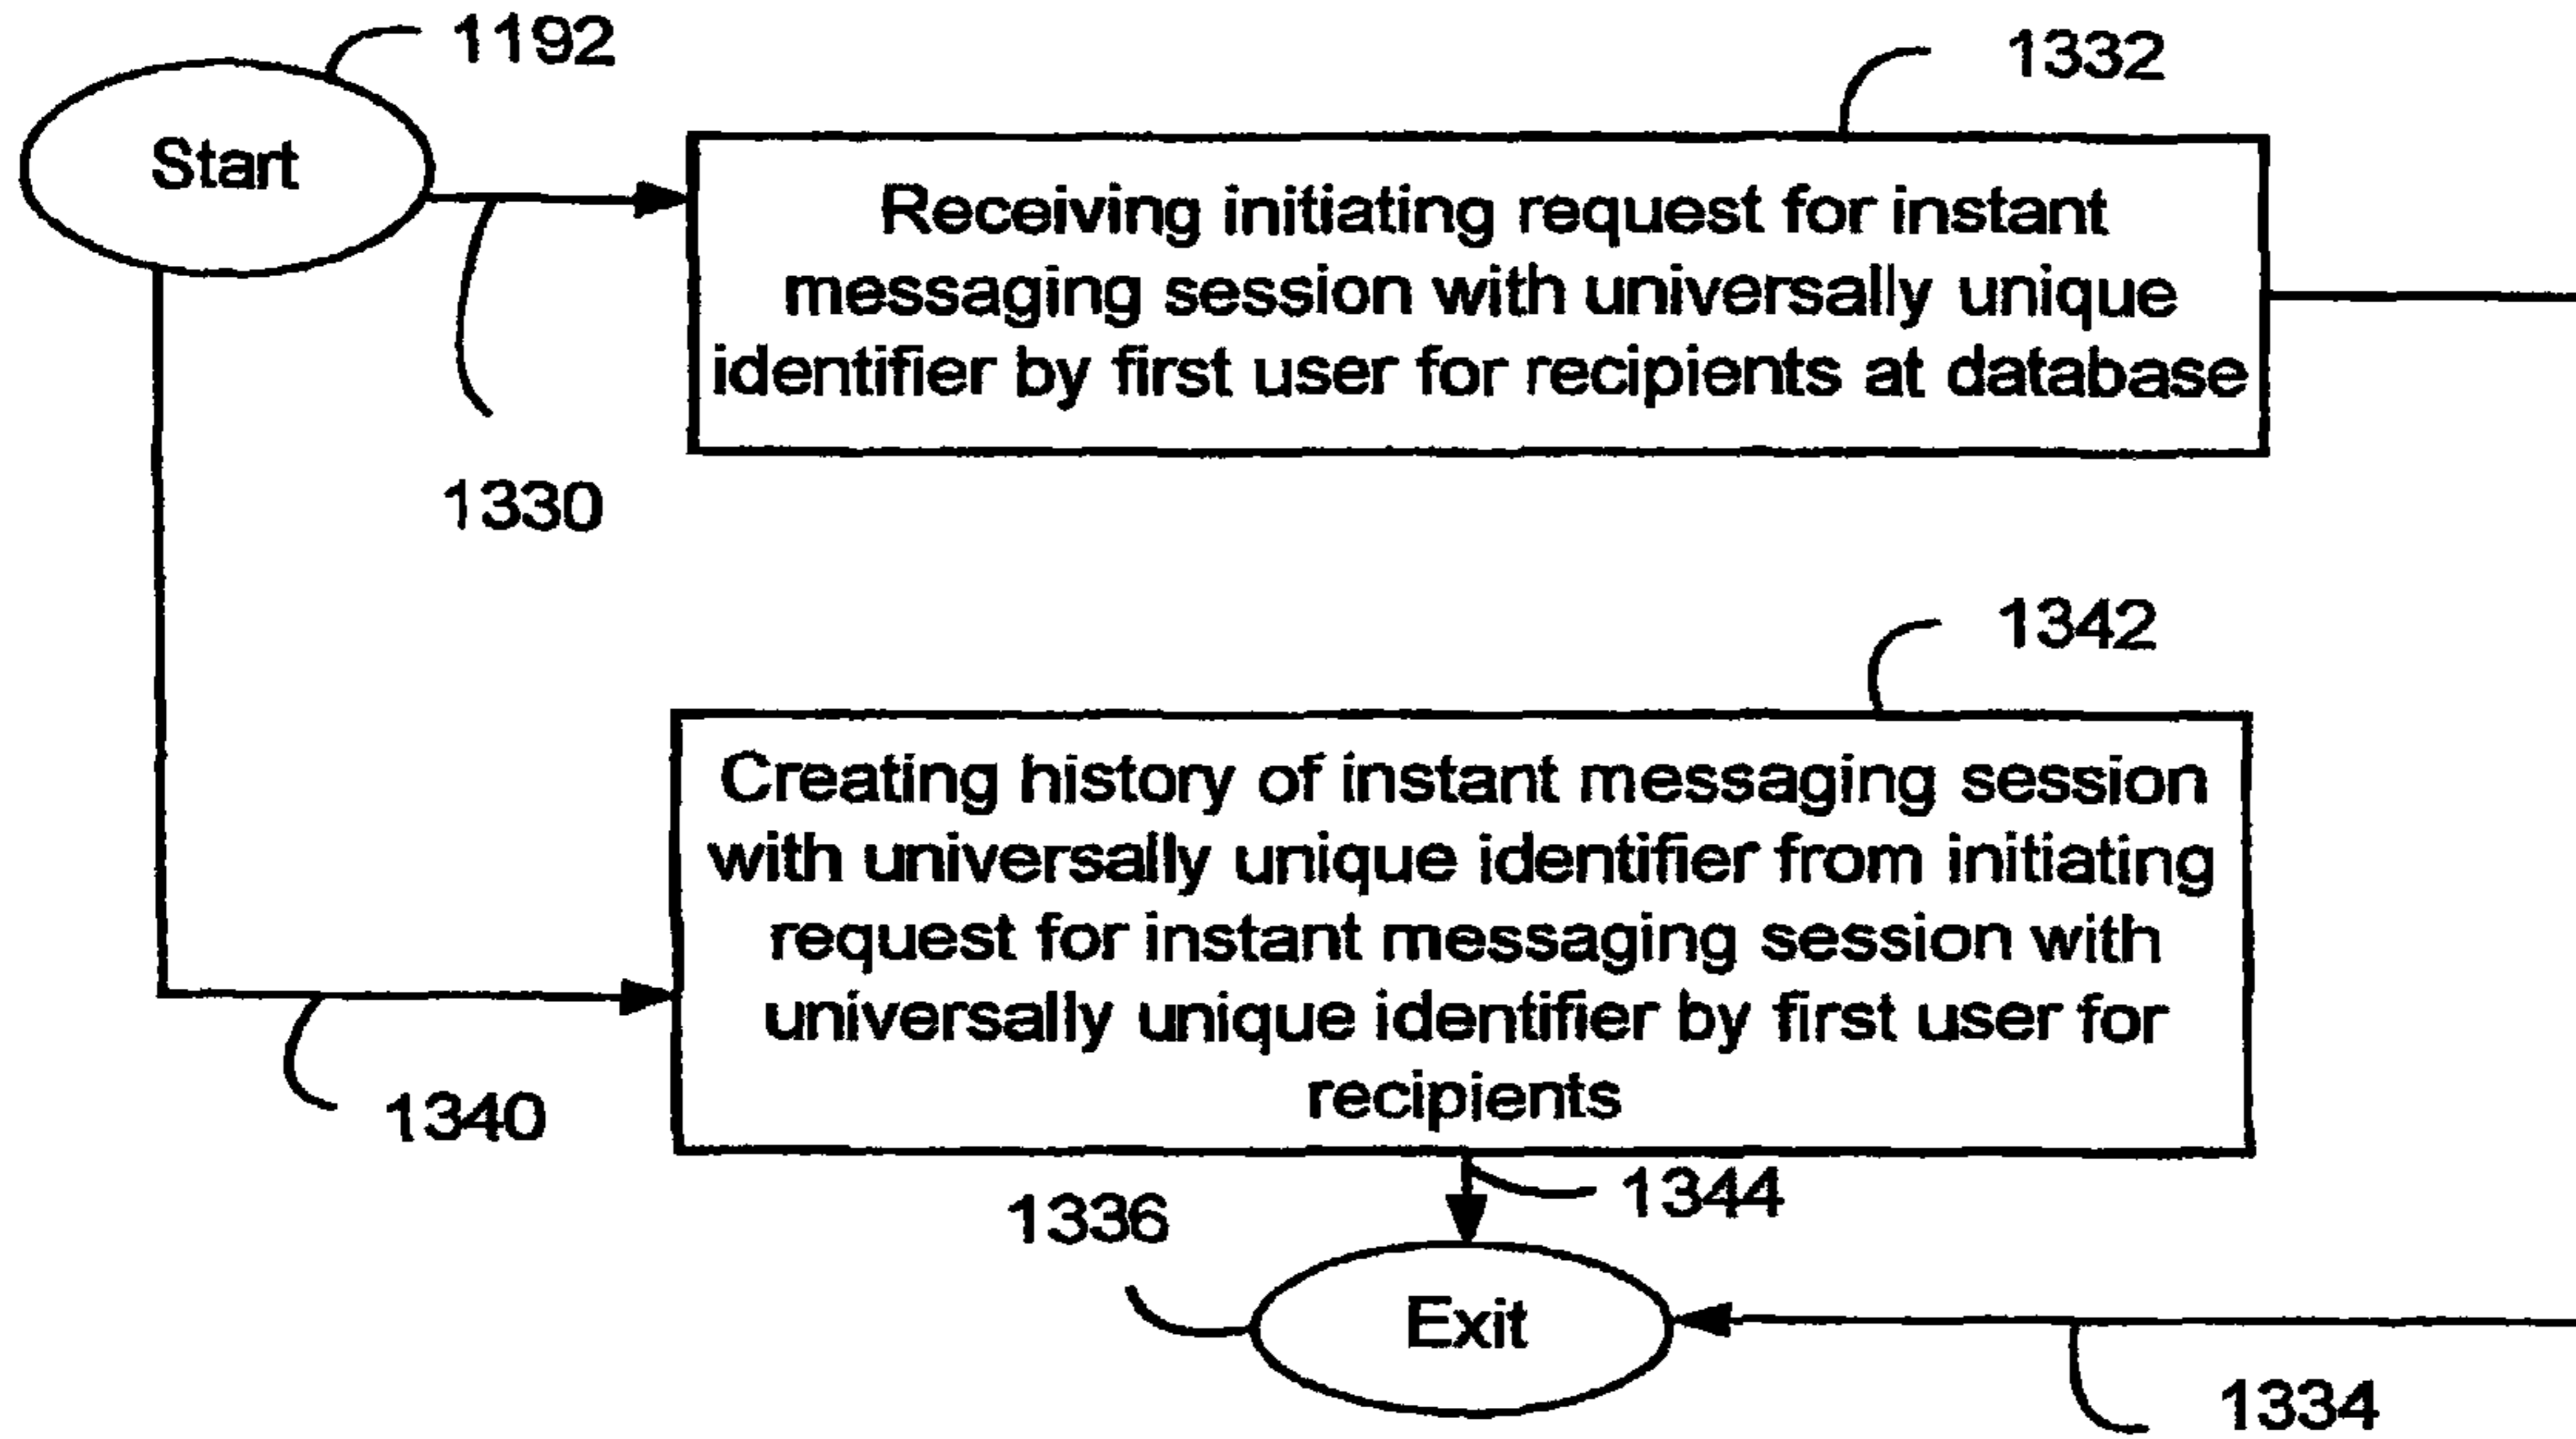 1192
Start
1332
Receiving initiating request for instant
messaging session with universally unique
identifier by first user for recipients at database
1330
1342
Creating history of instant messaging session
with universally unique identifier from initiating
request for instant messaging session with
universally unique identifier by first user for
recipients
1340
1344
1336
Exit
1334